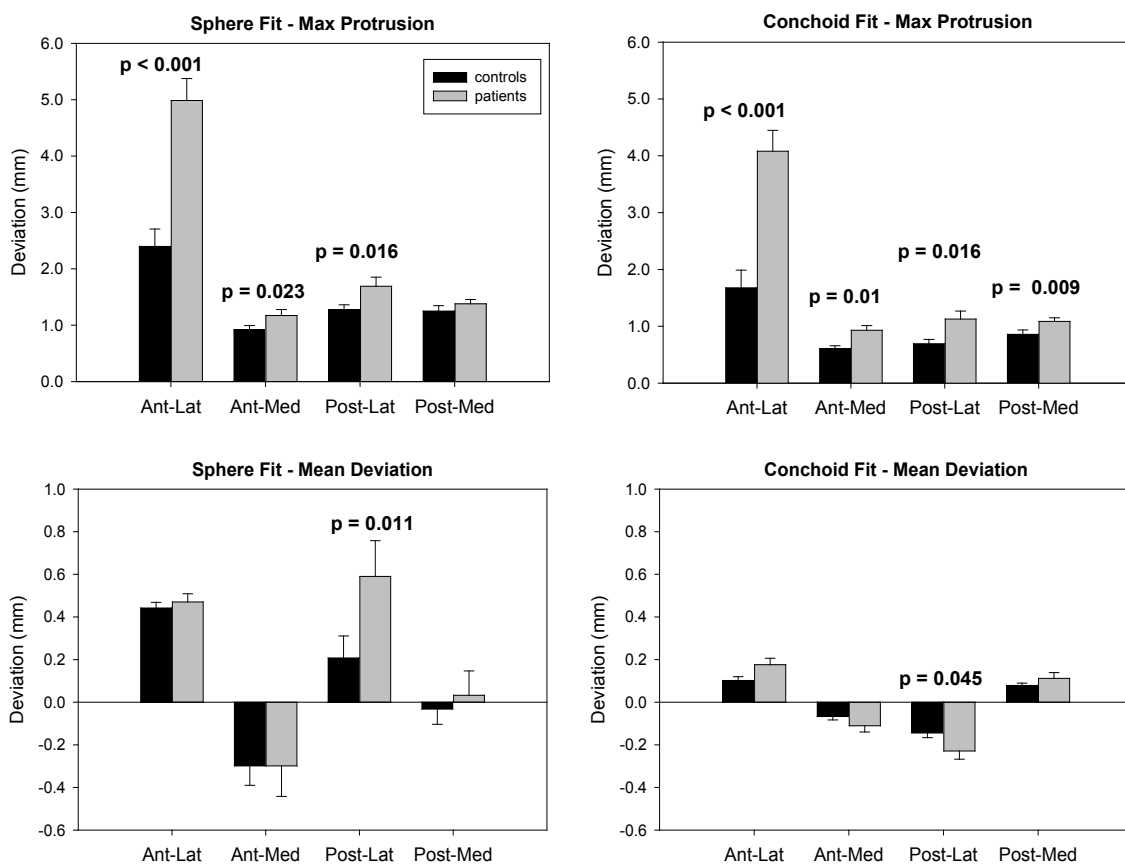 Sphere Fit - Max Protrusion
6.0
5.0
4.0
3.0
2.0
1.0
0.0
Deviation (mm)
p < 0.001
p = 0.023
p = 0.016
controls
patients
Ant-Lat Ant-Med Post-Lat Post-Med
Conchoid Fit - Max Protrusion
6.0
5.0
4.0
3.0
2.0
1.0
0.0
Deviation (mm)
p < 0.001
p = 0.01
p = 0.016
p = 0.009
Ant-Lat Ant-Med Post-Lat Post-Med
Sphere Fit - Mean Deviation
1.0
0.8
0.6
0.4
0.2
0.0
-0.2
-0.4
-0.6
Deviation (mm)
p = 0.011
Ant-Lat Ant-Med Post-Lat Post-Med
Conchoid Fit - Mean Deviation
1.0
0.8
0.6
0.4
0.2
0.0
-0.2
-0.4
-0.6
Deviation (mm)
p = 0.045
Ant-Lat Ant-Med Post-Lat Post-Med